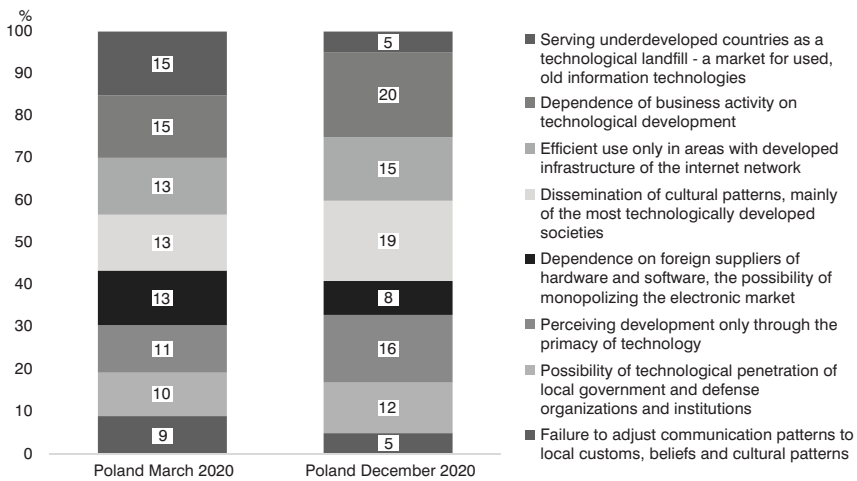 %
100
90
80
70
60
50
40
30
20
10
0
15
15
13
13
13
11
10
9
5
20
15
19
8
16
12
5
Poland March 2020
Poland December 2020
Serving underdeveloped countries as a
technological landfill - a market for used,
old information technologies
Dependence of business activity on
technological development
Efficient use only in areas with developed
infrastructure of the internet network
Dissemination of cultural patterns, mainly
of the most technologically developed
societies
Dependence on foreign suppliers of
hardware and software, the possibility of
monopolizing the electronic market
Perceiving development only through the
primacy of technology
Possibility of technological penetration of
local government and defense
organizations and institutions
Failure to adjust communication patterns to
local customs, beliefs and cultural patterns